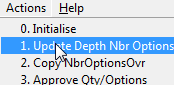 Actions Help
0. Initialise
1. Update Depth Nbr Options
2. Copy NbrOptionsOvr
3. Approve Qty/Options